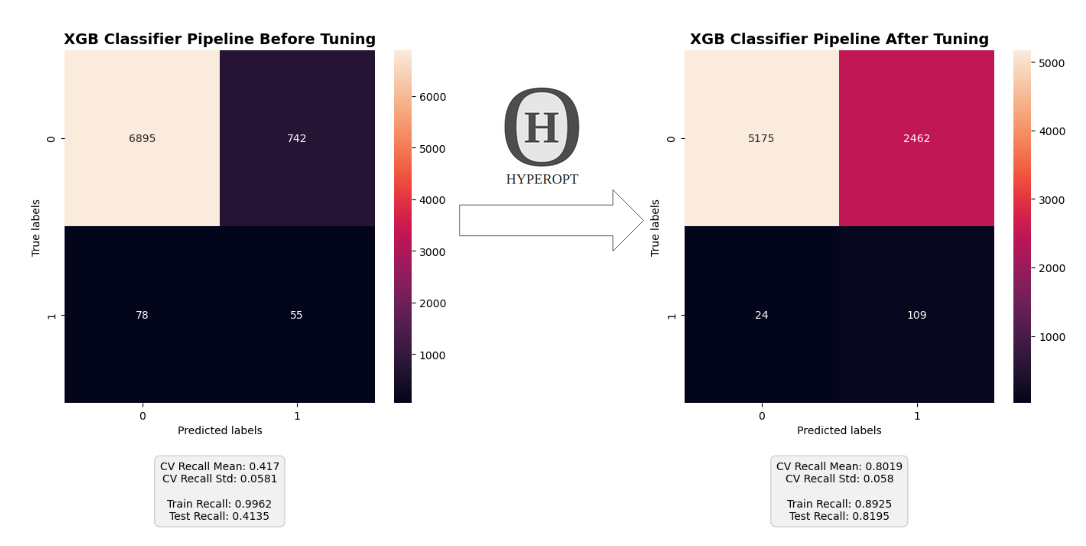 XGB Classifier Pipeline Before Tuning
0
1
True labels
6895
742
78
55
0
1
Predicted labels
6000
5000
4000
3000
2000
1000
CV Recall Mean: 0.417
CV Recall Std: 0.0581
Train Recall: 0.9962
Test Recall: 0.4135
H
HYPEROPT
XGB Classifier Pipeline After Tuning
0
1
True labels
5175
2462
24
109
0
1
Predicted labels
5000
4000
3000
2000
1000
CV Recall Mean: 0.8019
CV Recall Std: 0.058
Train Recall: 0.8925
Test Recall: 0.8195